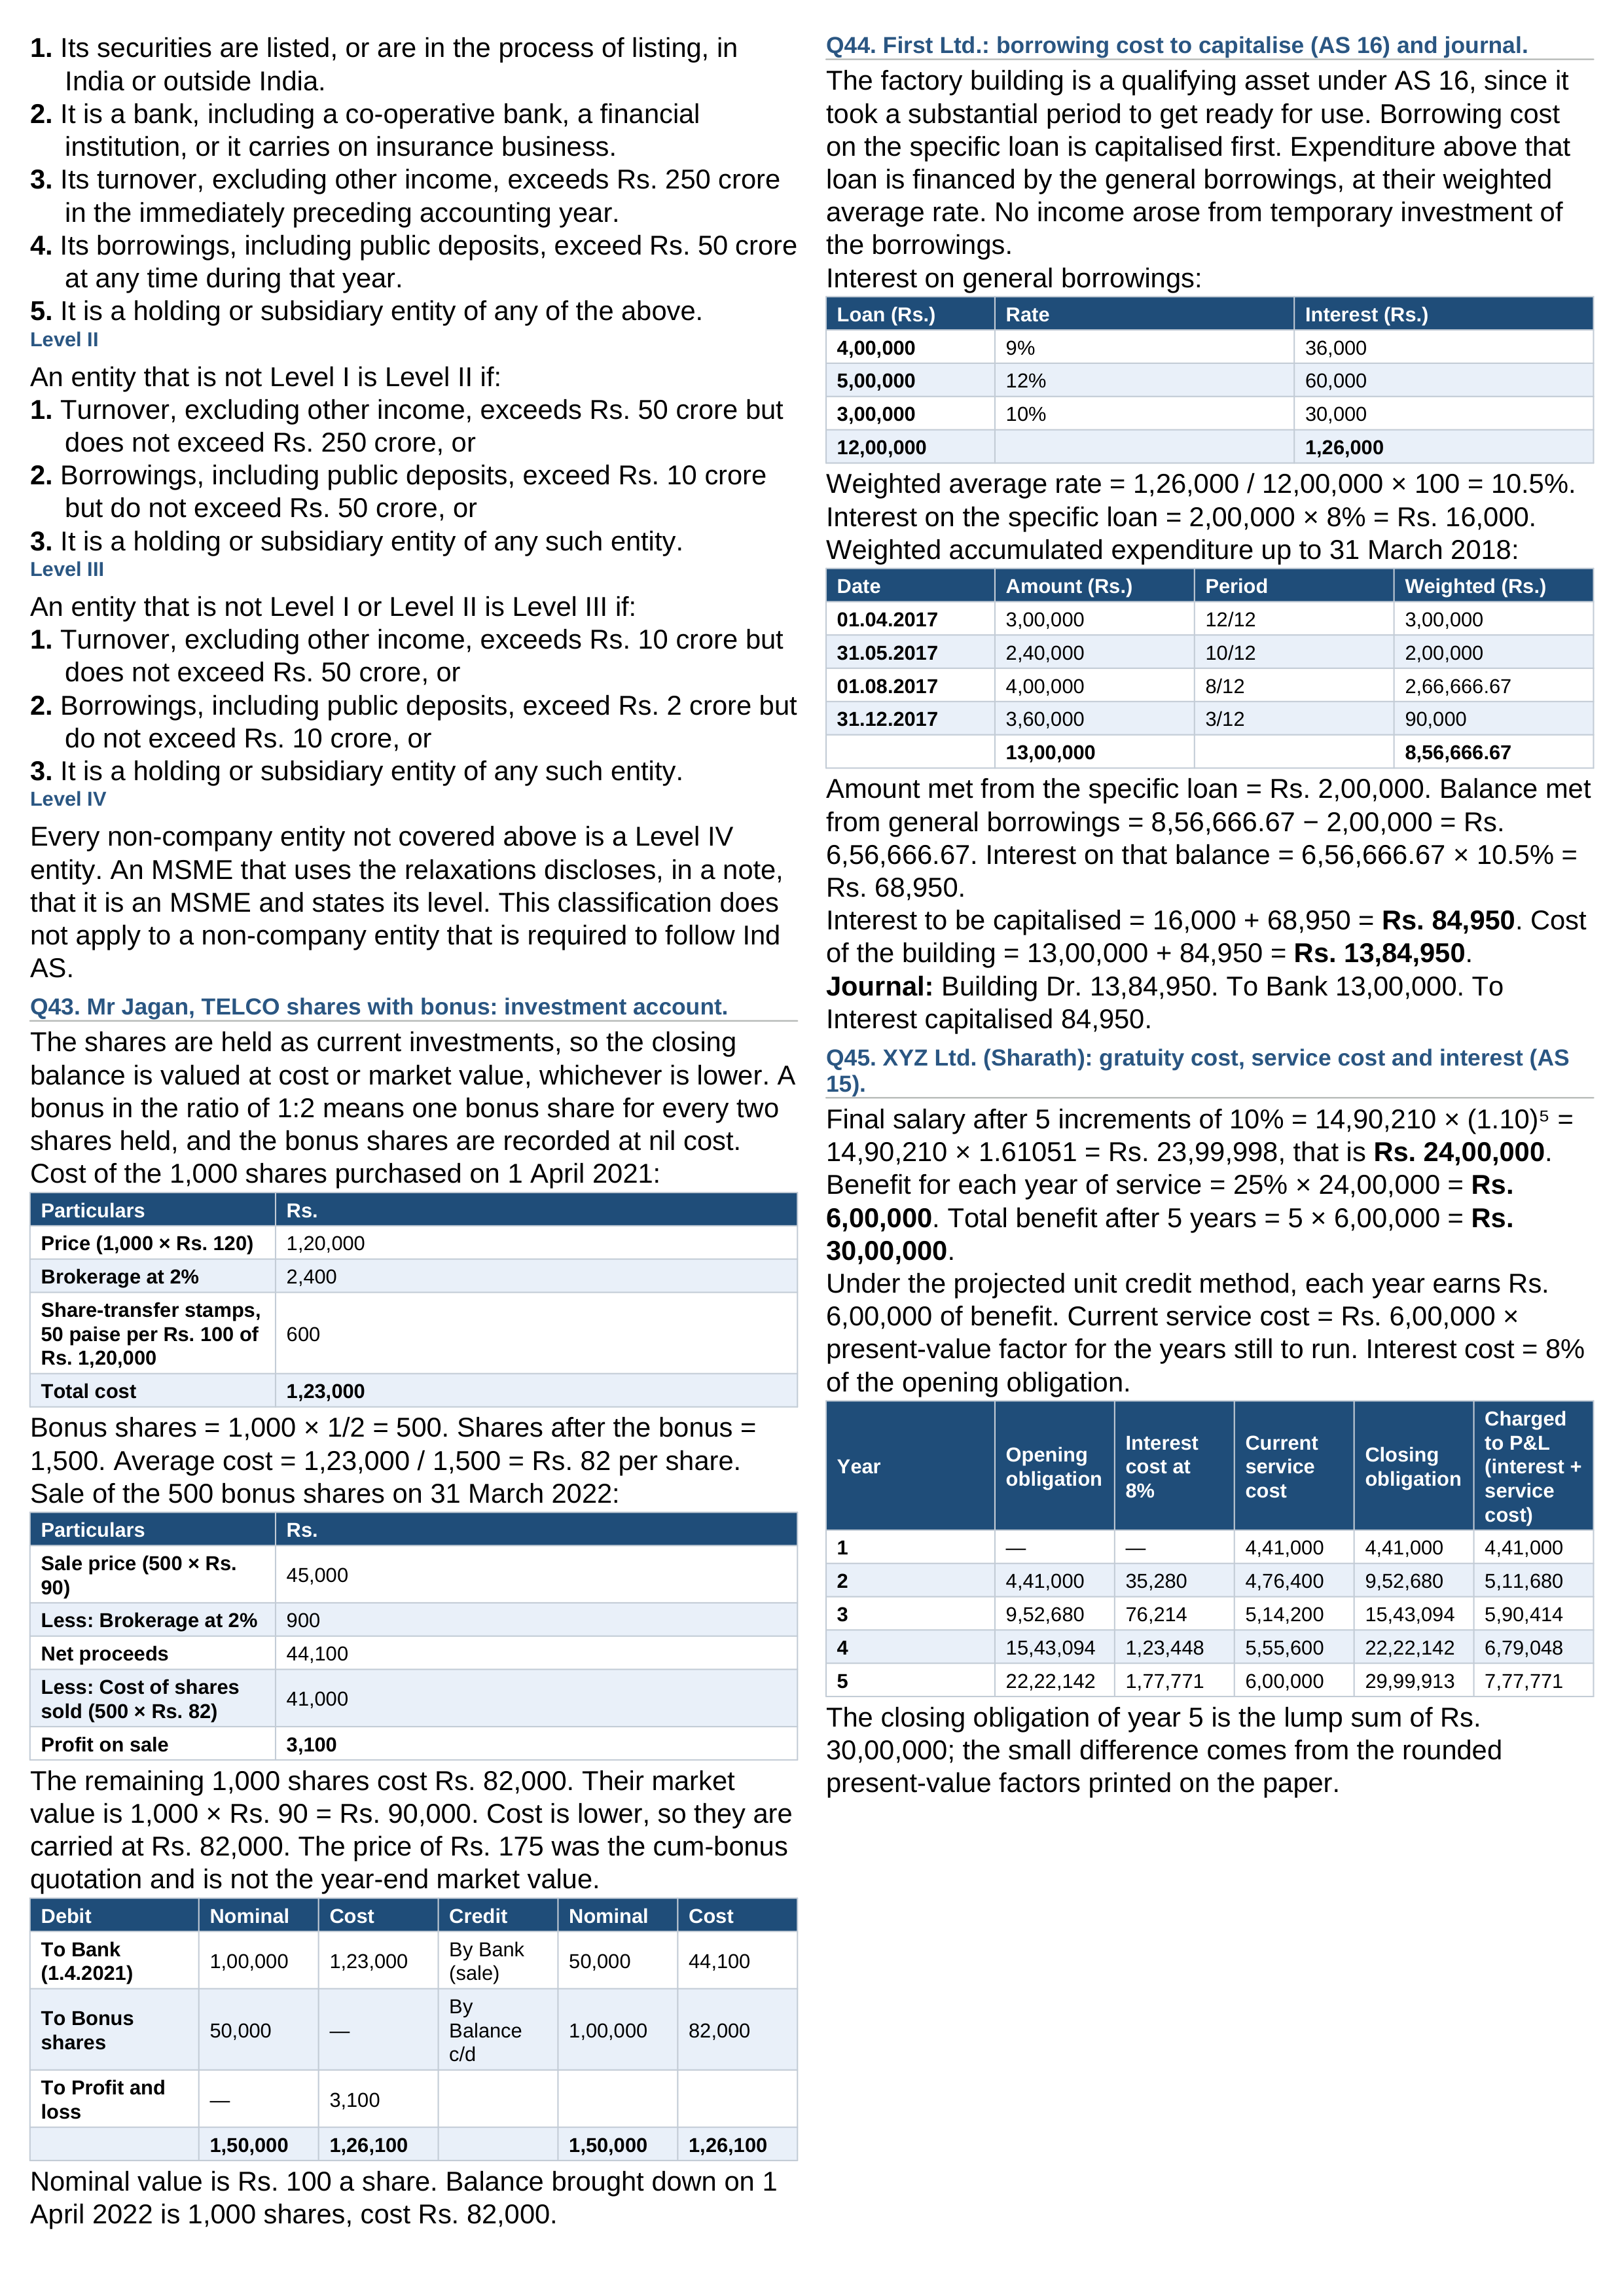 1. Its securities are listed, or are in the process of listing, in
India or outside India.
2. It is a bank, including a co-operative bank, a financial
institution, or it carries on insurance business.
3. Its turnover, excluding other income, exceeds Rs. 250 crore
in the immediately preceding accounting year.
4. Its borrowings, including public deposits, exceed Rs. 50 crore
at any time during that year.
5. It is a holding or subsidiary entity of any of the above.
Level II
An entity that is not Level I is Level II if:
1. Turnover, excluding other income, exceeds Rs. 50 crore but
does not exceed Rs. 250 crore, or
2. Borrowings, including public deposits, exceed Rs. 10 crore
but do not exceed Rs. 50 crore, or
3. It is a holding or subsidiary entity of any such entity.
Level III
An entity that is not Level I or Level II is Level III if:
1. Turnover, excluding other income, exceeds Rs. 10 crore but
does not exceed Rs. 50 crore, or
2. Borrowings, including public deposits, exceed Rs. 2 crore but
do not exceed Rs. 10 crore, or
3. It is a holding or subsidiary entity of any such entity.
Level IV
Every non-company entity not covered above is a Level IV
entity. An MSME that uses the relaxations discloses, in a note,
that it is an MSME and states its level. This classification does
not apply to a non-company entity that is required to follow Ind
AS.
Q43. Mr Jagan, TELCO shares with bonus: investment account.
The shares are held as current investments, so the closing
balance is valued at cost or market value, whichever is lower. A
bonus in the ratio of 1:2 means one bonus share for every two
shares held, and the bonus shares are recorded at nil cost.
Cost of the 1,000 shares purchased on 1 April 2021:
Particulars Rs.
Price (1,000 × Rs. 120) 1,20,000
Brokerage at 2% 2,400
Share-transfer stamps,
50 paise per Rs. 100 of
Rs. 1,20,000 600
Total cost 1,23,000
Bonus shares = 1,000 × 1/2 = 500. Shares after the bonus =
1,500. Average cost = 1,23,000 / 1,500 = Rs. 82 per share.
Sale of the 500 bonus shares on 31 March 2022:
Particulars Rs.
Sale price (500 × Rs.
90) 45,000
Less: Brokerage at 2% 900
Net proceeds 44,100
Less: Cost of shares
sold (500 × Rs. 82) 41,000
Profit on sale 3,100
The remaining 1,000 shares cost Rs. 82,000. Their market
value is 1,000 × Rs. 90 = Rs. 90,000. Cost is lower, so they are
carried at Rs. 82,000. The price of Rs. 175 was the cum-bonus
quotation and is not the year-end market value.
Debit Nominal Cost Credit Nominal Cost
To Bank
(1.4.2021) 1,00,000 1,23,000 By Bank
(sale) 50,000 44,100
To Bonus
shares 50,000 — By
Balance
c/d 1,00,000 82,000
To Profit and
loss — 3,100
1,50,000 1,26,100 1,50,000 1,26,100
Nominal value is Rs. 100 a share. Balance brought down on 1
April 2022 is 1,000 shares, cost Rs. 82,000.
Q44. First Ltd.: borrowing cost to capitalise (AS 16) and journal.
The factory building is a qualifying asset under AS 16, since it
took a substantial period to get ready for use. Borrowing cost
on the specific loan is capitalised first. Expenditure above that
loan is financed by the general borrowings, at their weighted
average rate. No income arose from temporary investment of
the borrowings.
Interest on general borrowings:
Loan (Rs.) Rate Interest (Rs.)
4,00,000 9% 36,000
5,00,000 12% 60,000
3,00,000 10% 30,000
12,00,000 1,26,000
Weighted average rate = 1,26,000 / 12,00,000 × 100 = 10.5%.
Interest on the specific loan = 2,00,000 × 8% = Rs. 16,000.
Weighted accumulated expenditure up to 31 March 2018:
Date Amount (Rs.) Period Weighted (Rs.)
01.04.2017 3,00,000 12/12 3,00,000
31.05.2017 2,40,000 10/12 2,00,000
01.08.2017 4,00,000 8/12 2,66,666.67
31.12.2017 3,60,000 3/12 90,000
13,00,000 8,56,666.67
Amount met from the specific loan = Rs. 2,00,000. Balance met
from general borrowings = 8,56,666.67 − 2,00,000 = Rs.
6,56,666.67. Interest on that balance = 6,56,666.67 × 10.5% =
Rs. 68,950.
Interest to be capitalised = 16,000 + 68,950 = Rs. 84,950. Cost
of the building = 13,00,000 + 84,950 = Rs. 13,84,950.
Journal: Building Dr. 13,84,950. To Bank 13,00,000. To
Interest capitalised 84,950.
Q45. XYZ Ltd. (Sharath): gratuity cost, service cost and interest (AS
15).
Final salary after 5 increments of 10% = 14,90,210 × (1.10)⁵ =
14,90,210 × 1.61051 = Rs. 23,99,998, that is Rs. 24,00,000.
Benefit for each year of service = 25% × 24,00,000 = Rs.
6,00,000. Total benefit after 5 years = 5 × 6,00,000 = Rs.
30,00,000.
Under the projected unit credit method, each year earns Rs.
6,00,000 of benefit. Current service cost = Rs. 6,00,000 ×
present-value factor for the years still to run. Interest cost = 8%
of the opening obligation.
Year Opening
obligation Interest
cost at
8% Current
service
cost Closing
obligation Charged
to P&L
(interest +
service
cost)
1 — — 4,41,000 4,41,000 4,41,000
2 4,41,000 35,280 4,76,400 9,52,680 5,11,680
3 9,52,680 76,214 5,14,200 15,43,094 5,90,414
4 15,43,094 1,23,448 5,55,600 22,22,142 6,79,048
5 22,22,142 1,77,771 6,00,000 29,99,913 7,77,771
The closing obligation of year 5 is the lump sum of Rs.
30,00,000; the small difference comes from the rounded
present-value factors printed on the paper.